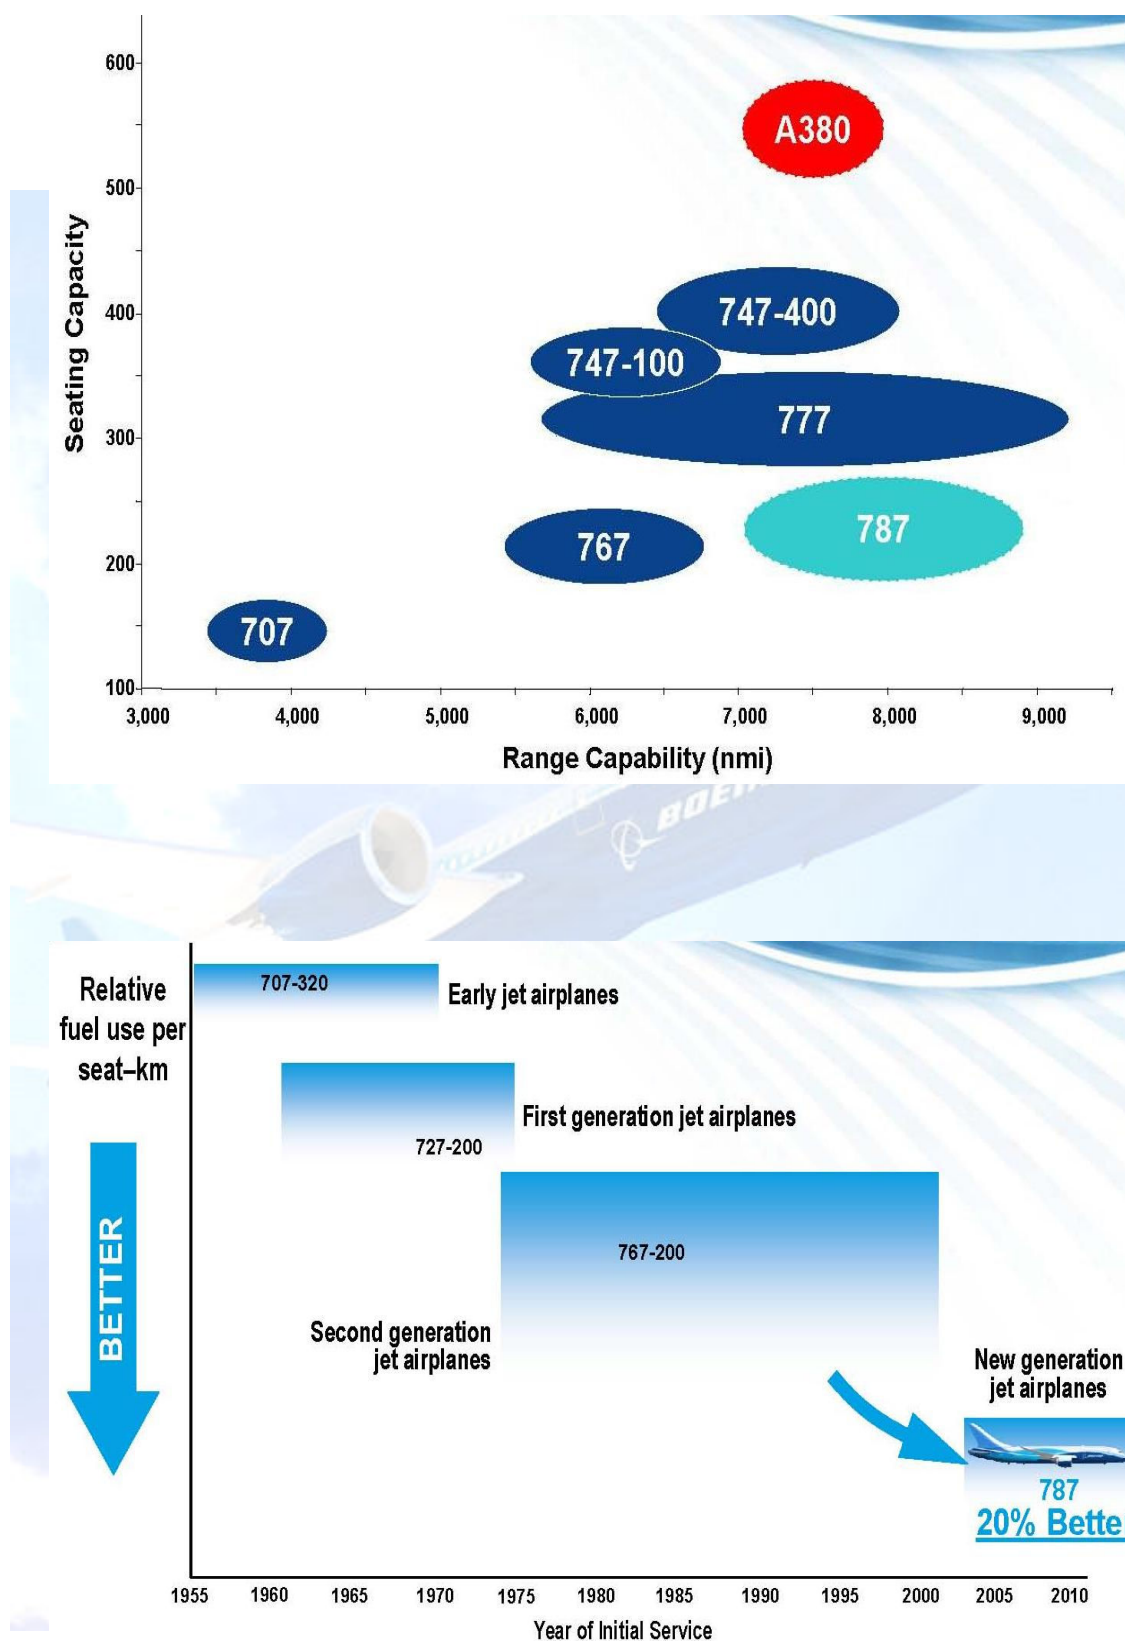 600
500
400
300
200
100
Seating Capacity
A380
747-400
747-100
777
787
767
707
3,000 4,000 5,000 6,000 7,000 8,000 9,000
Range Capability (nmi)
Relative
fuel use per
seat–km
BETTER
707-320
Early jet airplanes
First generation jet airplanes
727-200
767-200
Second generation
jet airplanes
New generation
jet airplanes
787
20% Bette
1955 1960 1965 1970 1975 1980 1985 1990 1995 2000 2005 2010
Year of Initial Service